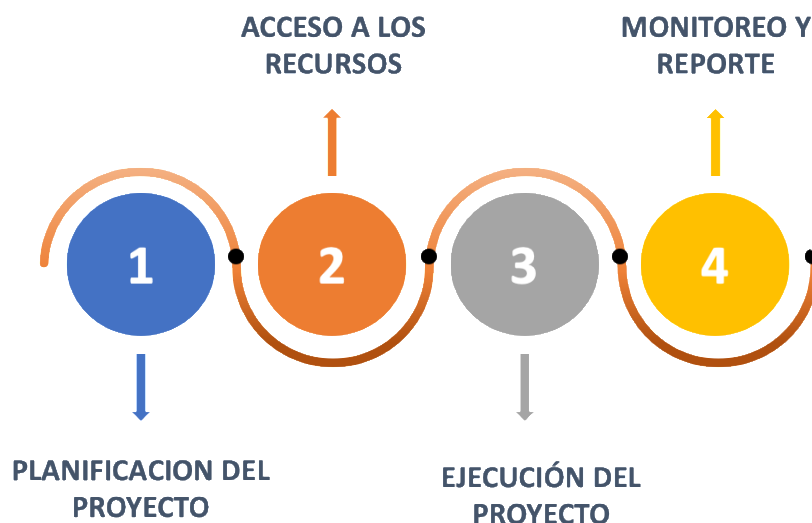 ACCESO A LOS
RECURSOS
MONITOREO Y
REPORTE
1
2
3
4
PLANIFICACION DEL
PROYECTO
EJECUCIÓN DEL
PROYECTO